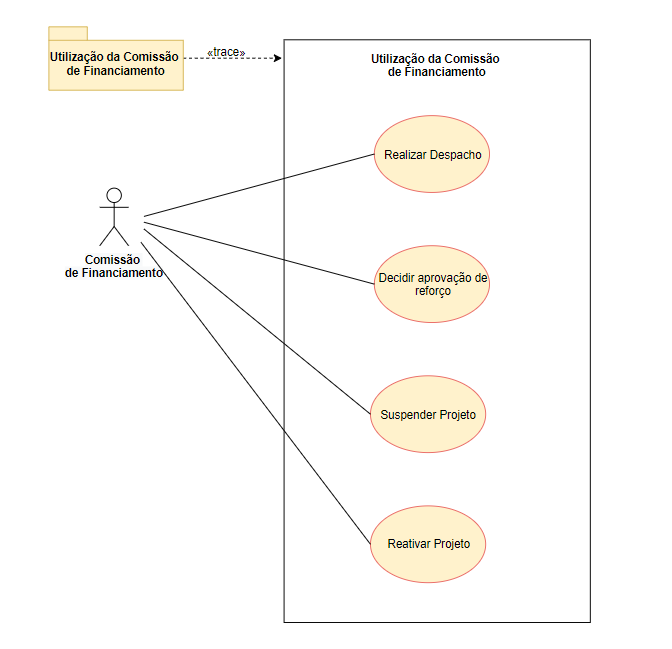 Utilização da Comissão
de Financiamento
«trace»
Utilização da Comissão
de Financiamento
Realizar Despacho
Comissão
de Financiamento
Decidir aprovação de
reforço
Suspender Projeto
Reativar Projeto